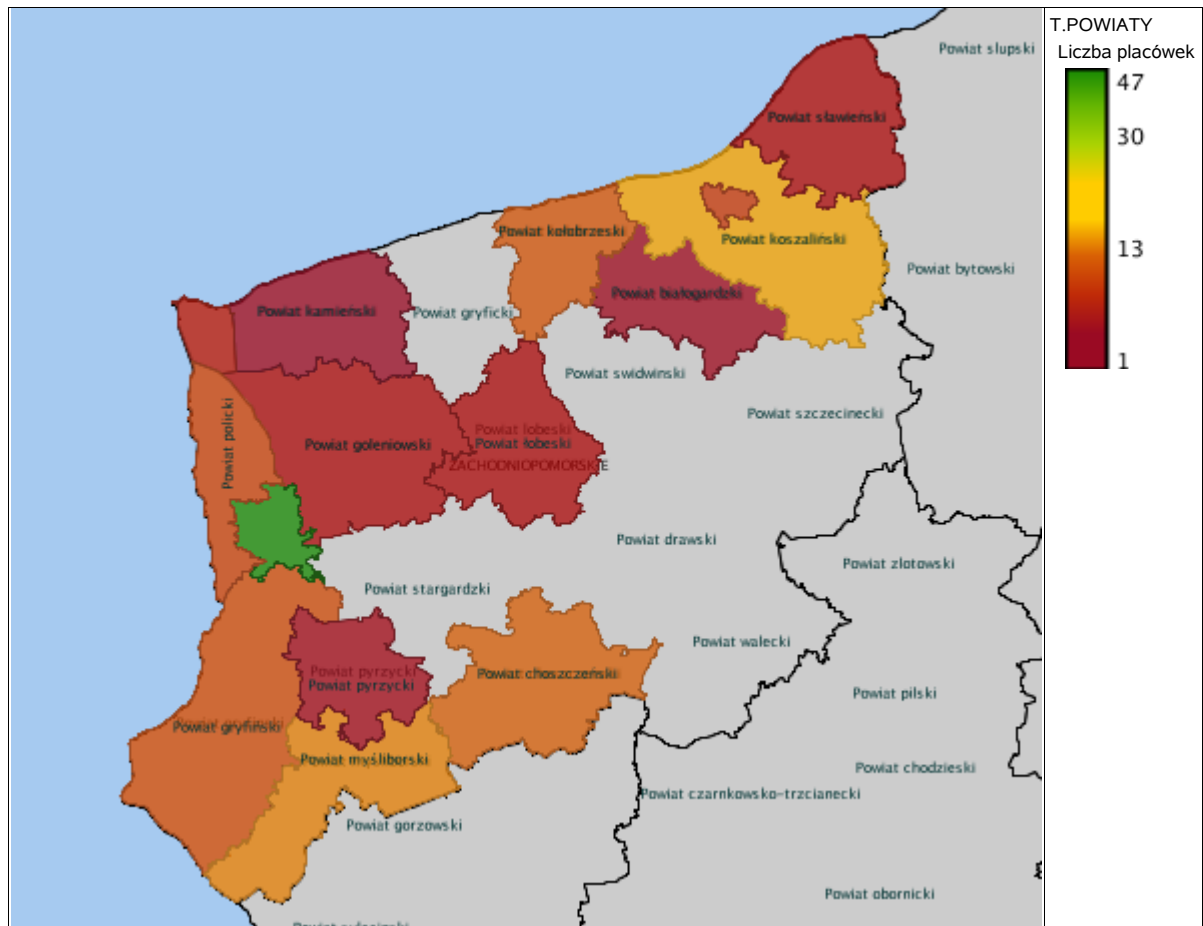 T.POWIATY
Liczba placówek
47
30
13
1
Powiat slupski
Powiat sławieński
Powiat kołobrzeski
Powiat koszaliński
Powiat bytowski
Powiat białogardzki
Powiat kamieński
Powiat gryficki
Powiat swidwinski
Powiat szczecinecki
Powiat policki
Powiat goleniowski
Powiat lobeski
Powiat łobeski
ZACHODNIOPOMORSKIE
Powiat drawski
Powiat zlotowski
Powiat stargardzki
Powiat walecki
Powiat pyrzycki
Powiat pyrzycki
Powiat choszczeński
Powiat pilski
Powiat gryfiński
Powiat myśliborski
Powiat chodzieski
Powiat czarnkowsko-trzcianecki
Powiat gorzowski
Powiat obornicki